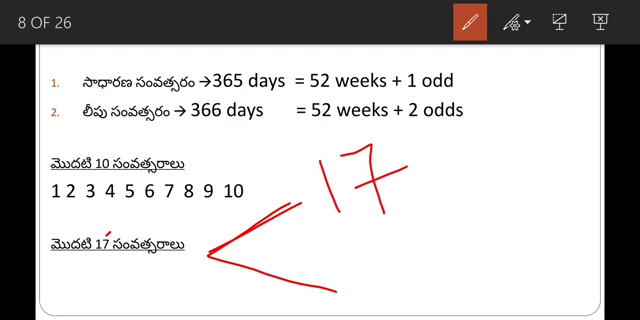 8 OF 26
1. సాధారణ సంవత్సరం →365 days = 52 weeks + 1 odd
2. లీపు సంవత్సరం → 366 days = 52 weeks + 2 odds
మొదటి 10 సంవత్సరాలు
1 2 3 4 5 6 7 8 9 10
17
మొదటి 17 సంవత్సరాలు